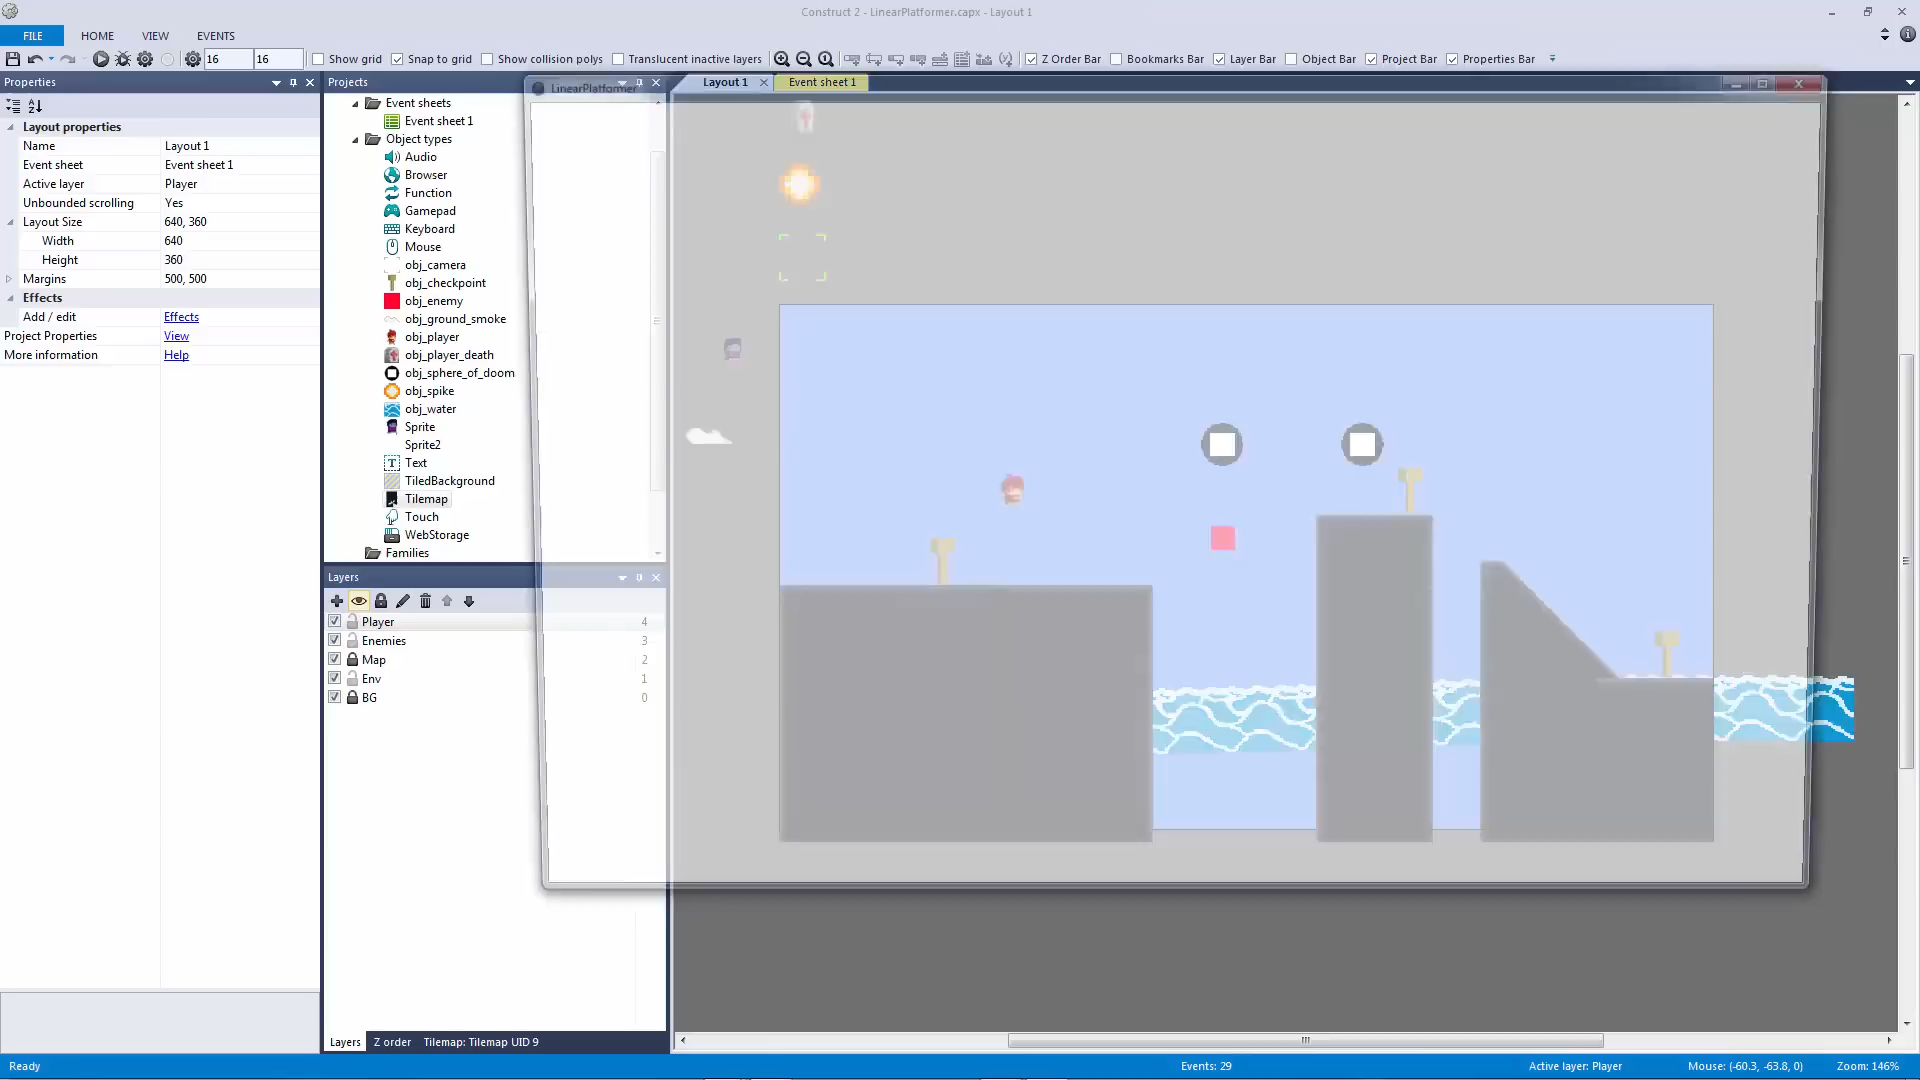 Construct 2 - LinearPlatformer.capx - Layout 1
FILE HOME VIEW EVENTS
16 16 Show grid Snap to grid Show collision polys Translucent inactive layers Z Order Bar Bookmarks Bar Layer Bar Object Bar Project Bar Properties Bar
Properties
Layout properties
Name Layout 1
Event sheet Event sheet 1
Active layer Player
Unbounded scrolling Yes
Layout Size 640, 360
Width 640
Height 360
Margins 500, 500
Effects
Add / edit Effects
Project Properties View
More information Help
Projects
Event sheets
Event sheet 1
Object types
Audio
Browser
Function
Gamepad
Keyboard
Mouse
obj_camera
obj_checkpoint
obj_enemy
obj_ground_smoke
obj_player
obj_player_death
obj_sphere_of_doom
obj_spike
obj_water
Sprite
Sprite2
Text
TiledBackground
Tilemap
Touch
WebStorage
Families
Layers
Player 4
Enemies 3
Map 2
Env 1
BG 0
Layers Z order Tilemap: Tilemap UID 9
LinearPlatformer
Layout 1 Event sheet 1
Ready Events: 29 Active layer: Player Mouse: (-60.3, -63.8, 0) Zoom: 146%